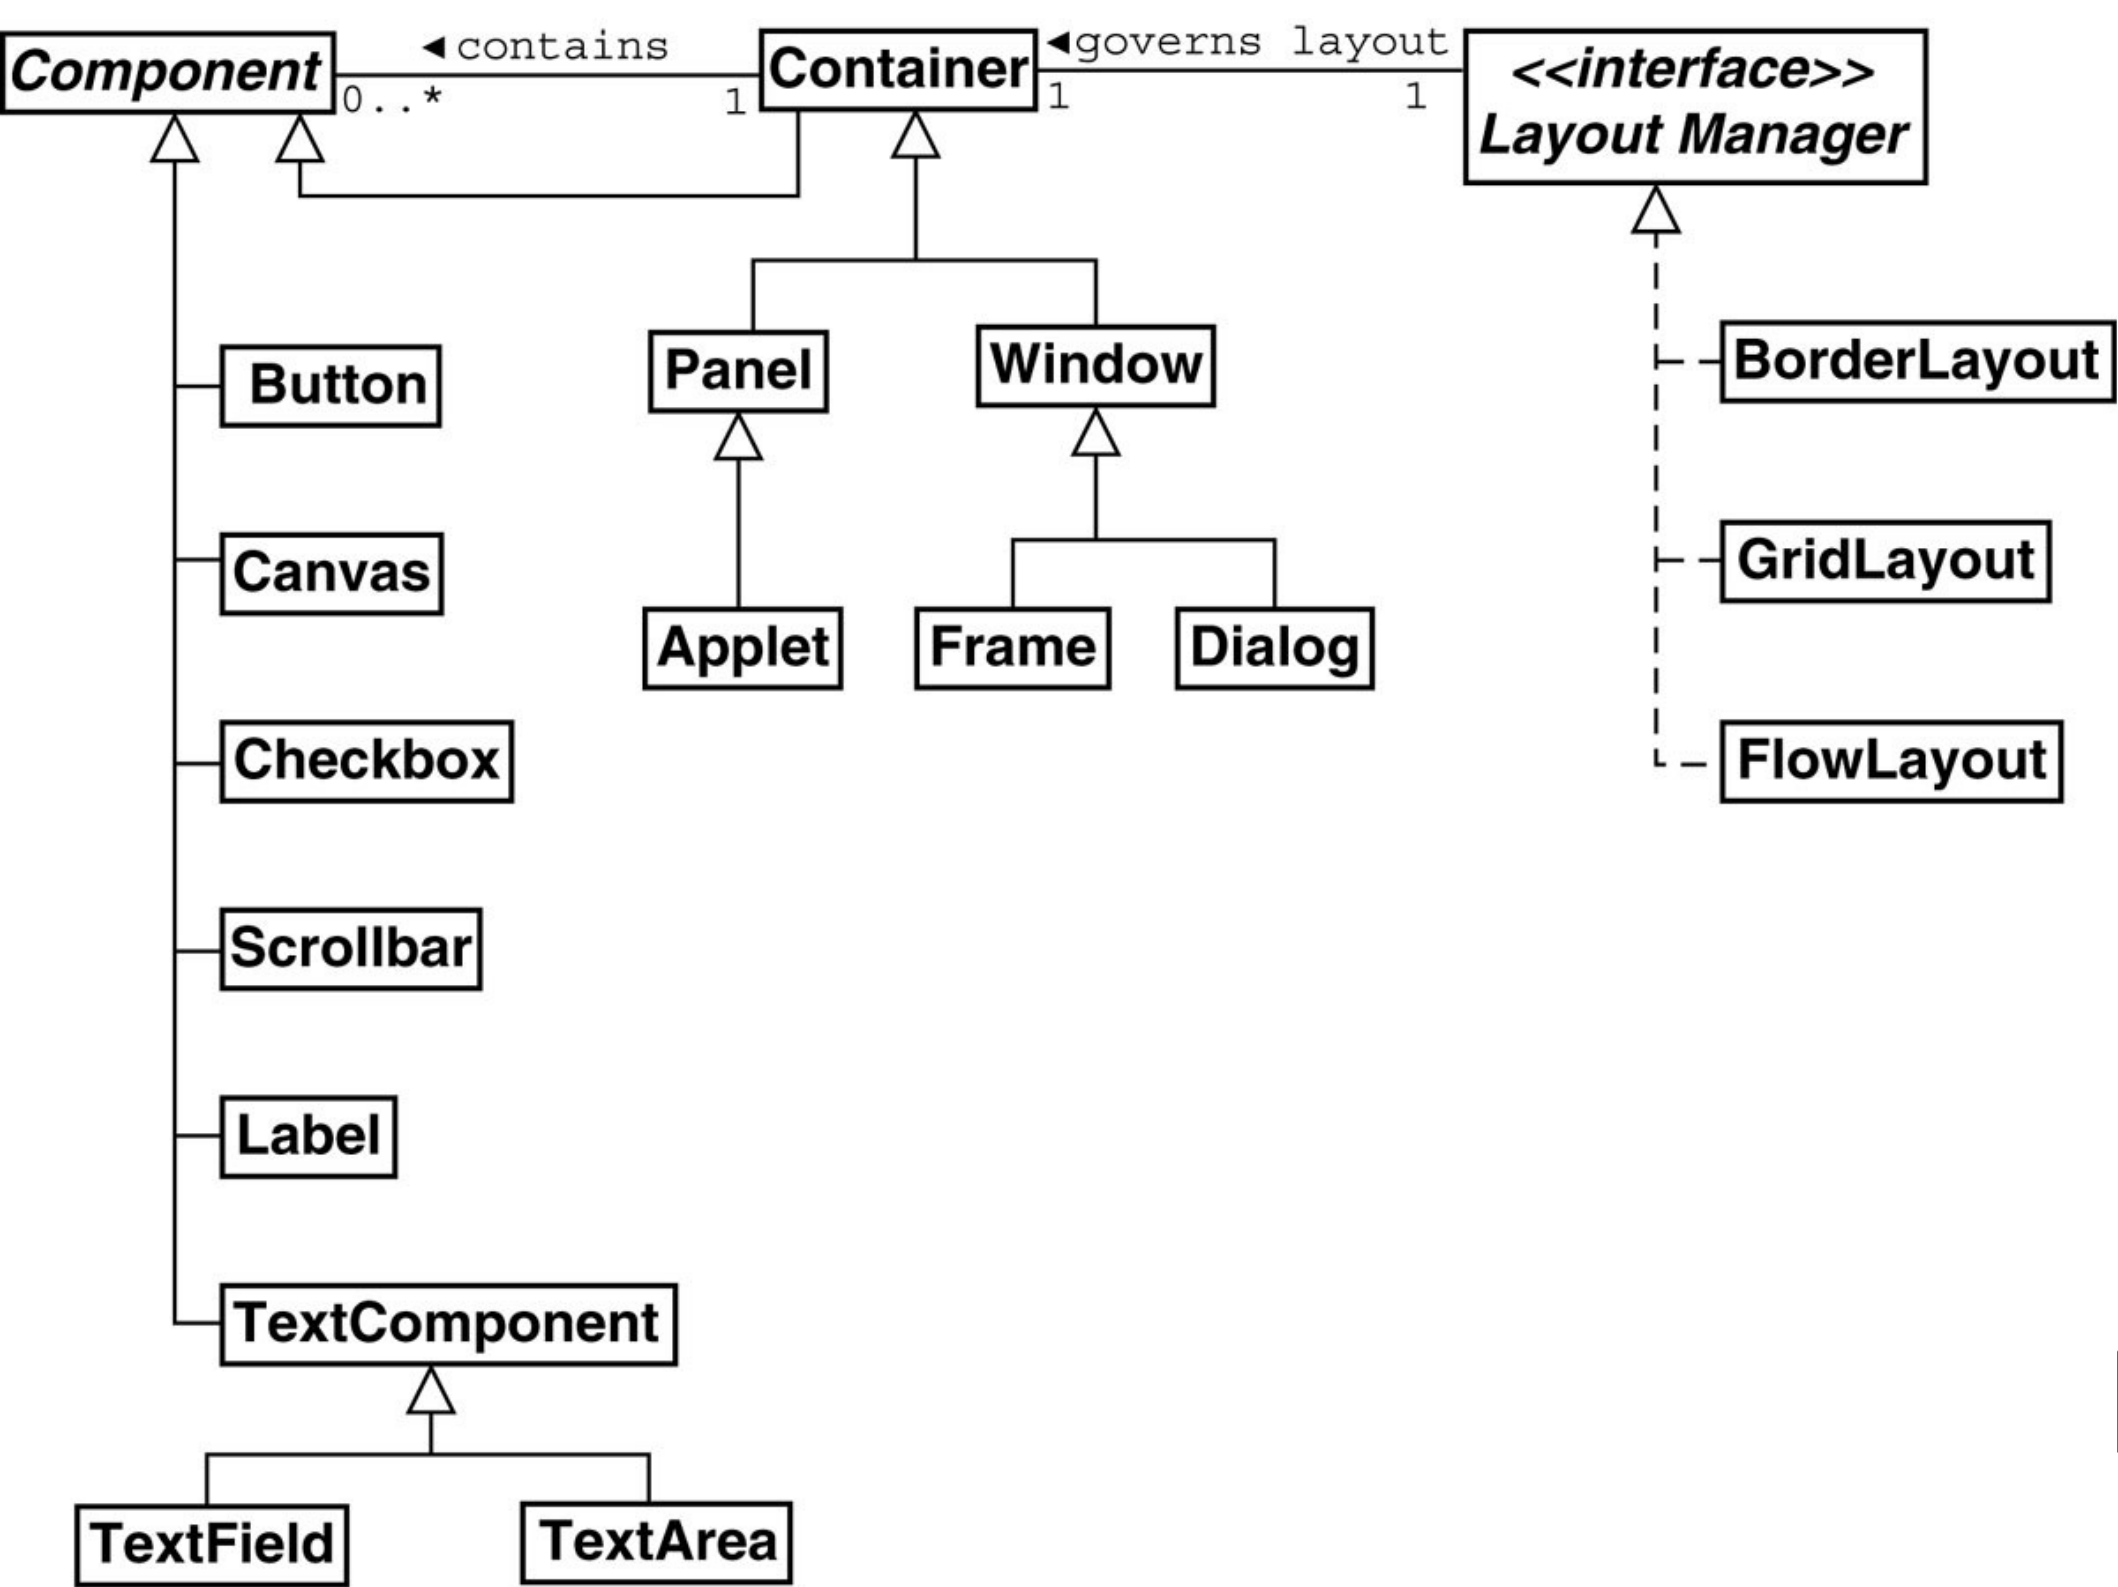 Component
◄contains
0..*
1
Container
◄governs layout
1
1
<<interface>>
Layout Manager
Button
Canvas
Checkbox
Scrollbar
Label
TextComponent
TextField
TextArea
Panel
Window
Applet
Frame
Dialog
BorderLayout
GridLayout
FlowLayout